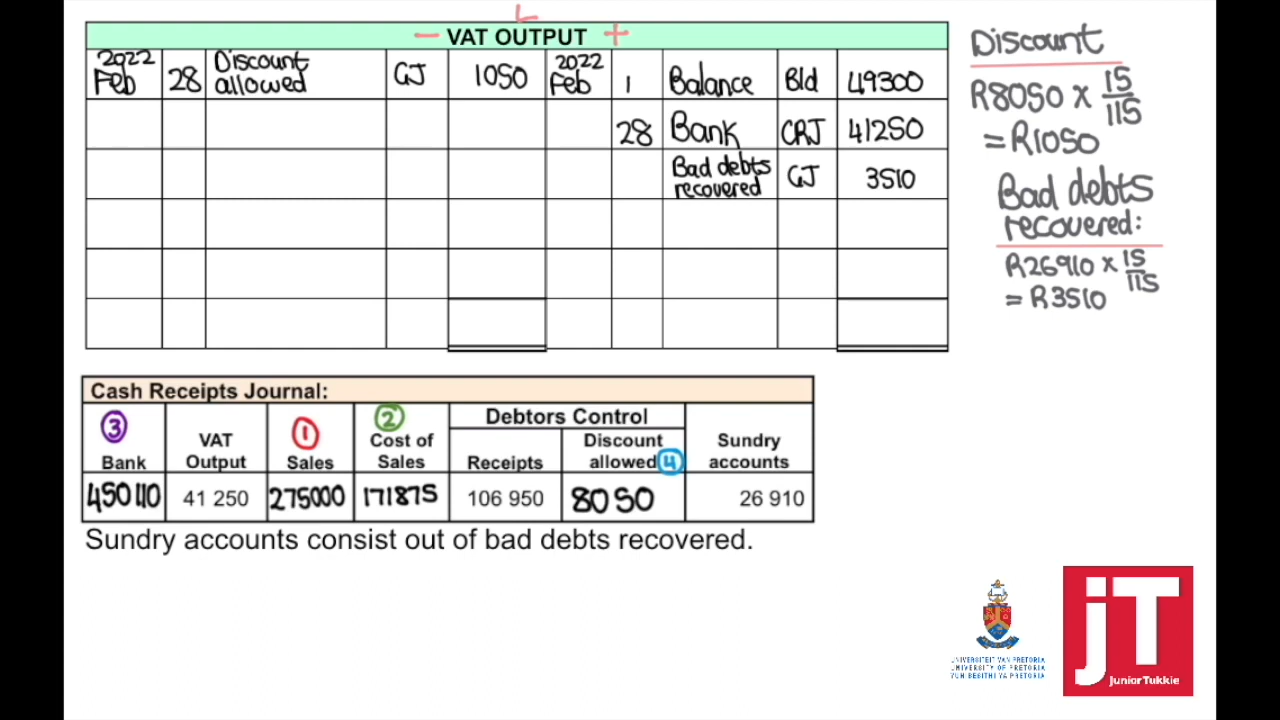 L
− VAT OUTPUT +
2022 Feb 28 Discount allowed GJ 1050 2022 Feb 1 Balance B/d 49300
28 Bank CRJ 41250
Bad debts recovered GJ 3510
Discount
R8050 × 15/115
= R1050
Bad debts
recovered:
R26910 × 15/115
= R3510
Cash Receipts Journal:
3 Bank VAT Output 1 Sales 2 Cost of Sales Debtors Control Receipts Discount allowed 4 Sundry accounts
450 110 41 250 275000 171875 106 950 8050 26 910
Sundry accounts consist out of bad debts recovered.
UNIVERSITEIT VAN PRETORIA
UNIVERSITY OF PRETORIA
YUNIBESITHI YA PRETORIA
jT
JuniorTukkie